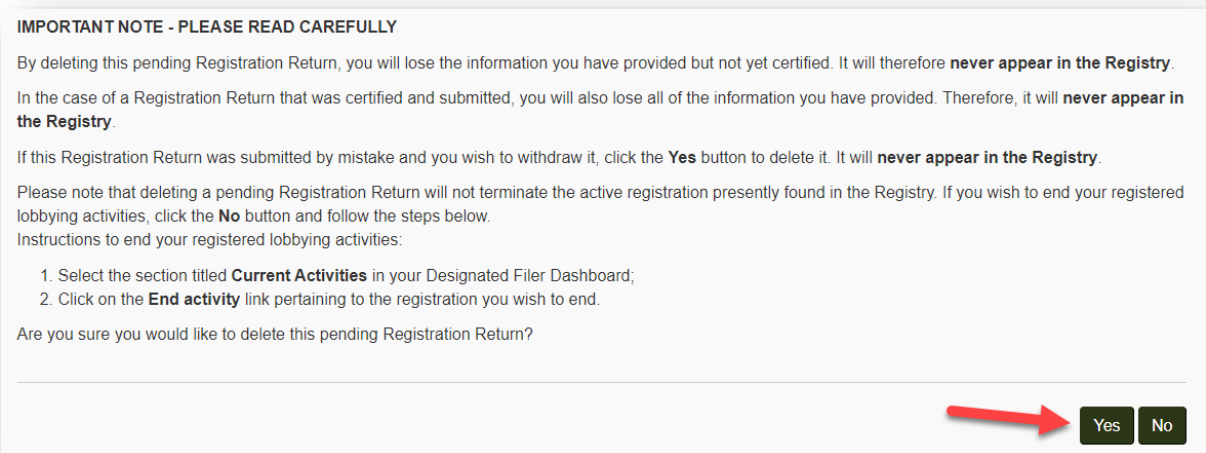 IMPORTANT NOTE - PLEASE READ CAREFULLY
By deleting this pending Registration Return, you will lose the information you have provided but not yet certified. It will therefore never appear in the Registry.
In the case of a Registration Return that was certified and submitted, you will also lose all of the information you have provided. Therefore, it will never appear in
the Registry.
If this Registration Return was submitted by mistake and you wish to withdraw it, click the Yes button to delete it. It will never appear in the Registry.
Please note that deleting a pending Registration Return will not terminate the active registration presently found in the Registry. If you wish to end your registered
lobbying activities, click the No button and follow the steps below.
Instructions to end your registered lobbying activities:
1. Select the section titled Current Activities in your Designated Filer Dashboard;
2. Click on the End activity link pertaining to the registration you wish to end.
Are you sure you would like to delete this pending Registration Return?
Yes No